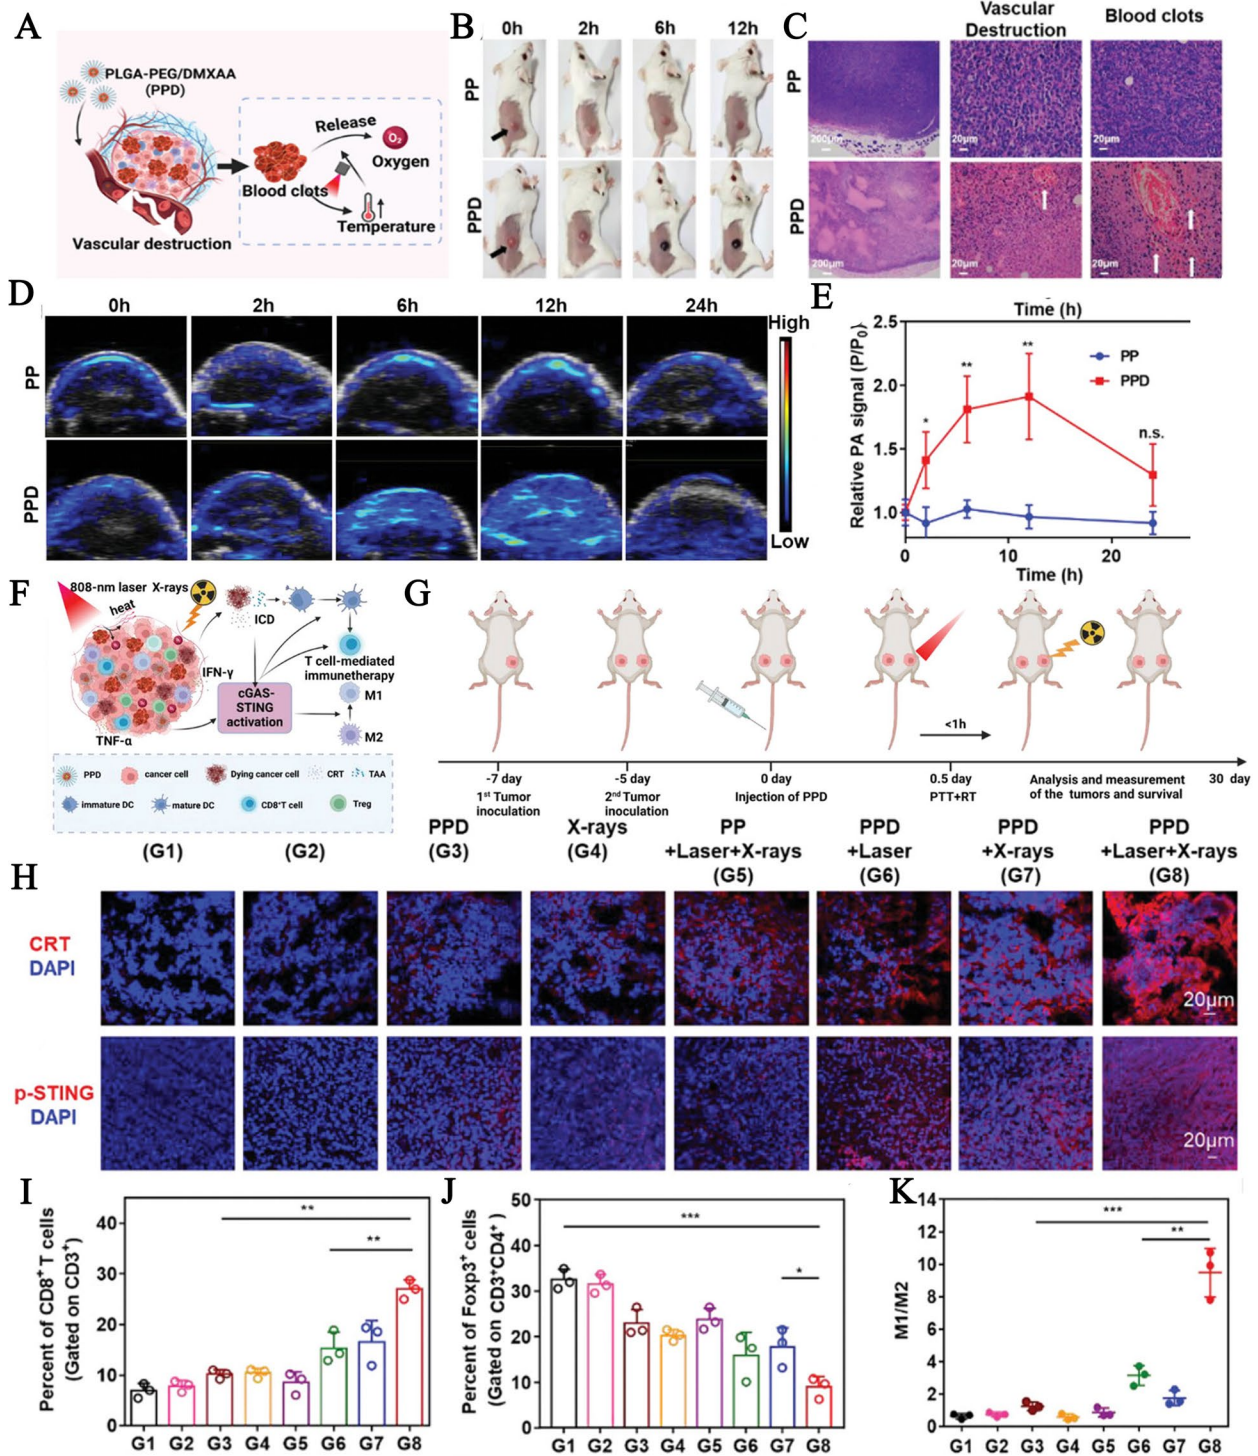 A
PLGA-PEG/DMXAA
(PPD)
Release
O₂
Oxygen
Blood clots
Temperature
Vascular destruction
B
0h 2h 6h 12h
PP
PPD
C
Vascular
Destruction
Blood clots
PP
200μm 20μm 20μm
PPD
200μm 20μm 20μm
D
0h 2h 6h 12h 24h
PP
PPD
High
Low
E
Time (h)
Relative PA signal (P/P₀)
2.5
2.0
1.5
1.0
PP
PPD
*
**
**
n.s.
0 10 20
Time (h)
F
808-nm laser X-rays
heat
ICD
IFN-γ
T cell-mediated
immunetherapy
cGAS-
STING
activation
M1
M2
TNF-α
PPD cancer cell Dying cancer cell CRT TAA
immature DC mature DC CD8⁺T cell Treg
G
<1h
-7 day -5 day 0 day 0.5 day 30 day
1st Tumor
inoculation
2nd Tumor
inoculation
Injection of PPD
PTT+RT
Analysis and measurement
of the tumors and survival
(G1)
(G2)
PPD
(G3)
X-rays
(G4)
PP
+Laser+X-rays
(G5)
PPD
+Laser
(G6)
PPD
+X-rays
(G7)
PPD
+Laser+X-rays
(G8)
H
CRT
DAPI
20μm
p-STING
DAPI
20μm
I
Percent of CD8⁺ T cells
(Gated on CD3⁺)
40
30
20
10
0
**
**
G1 G2 G3 G4 G5 G6 G7 G8
J
Percent of Foxp3⁺ cells
(Gated on CD3⁺CD4⁺ )
50
40
30
20
10
0
***
*
G1 G2 G3 G4 G5 G6 G7 G8
K
M1/M2
14
12
10
8
6
4
2
0
***
**
G1 G2 G3 G4 G5 G6 G7 G8